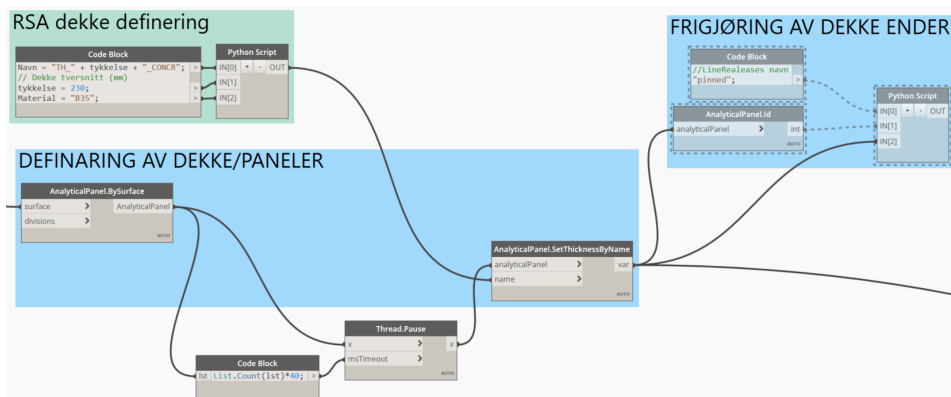 RSA dekke definering
Code Block
Navn = "TH_" + tykkelse + "_CONCR"; >
// Dekke tversnitt (mm)
tykkelse = 230; >
Material = "B35"; >
Python Script
IN[0] + - OUT
IN[1]
IN[2]
FRIGJØRING AV DEKKE ENDER
Code Block
//LineRealeases navn
"pinned"; >
AnalyticalPanel.Id
analyticalPanel > int
AUTO
Python Script
IN[0] + - OUT
IN[1]
IN[2]
AUTO
DEFINARING AV DEKKE/PANELER
AnalyticalPanel.BySurface
surface > AnalyticalPanel
divisions >
AUTO
AnalyticalPanel.SetThicknessByName
analyticalPanel > var
name >
AUTO
Thread.Pause
x > x
msTimeout >
AUTO
Code Block
lst List.Count(lst)*40; >